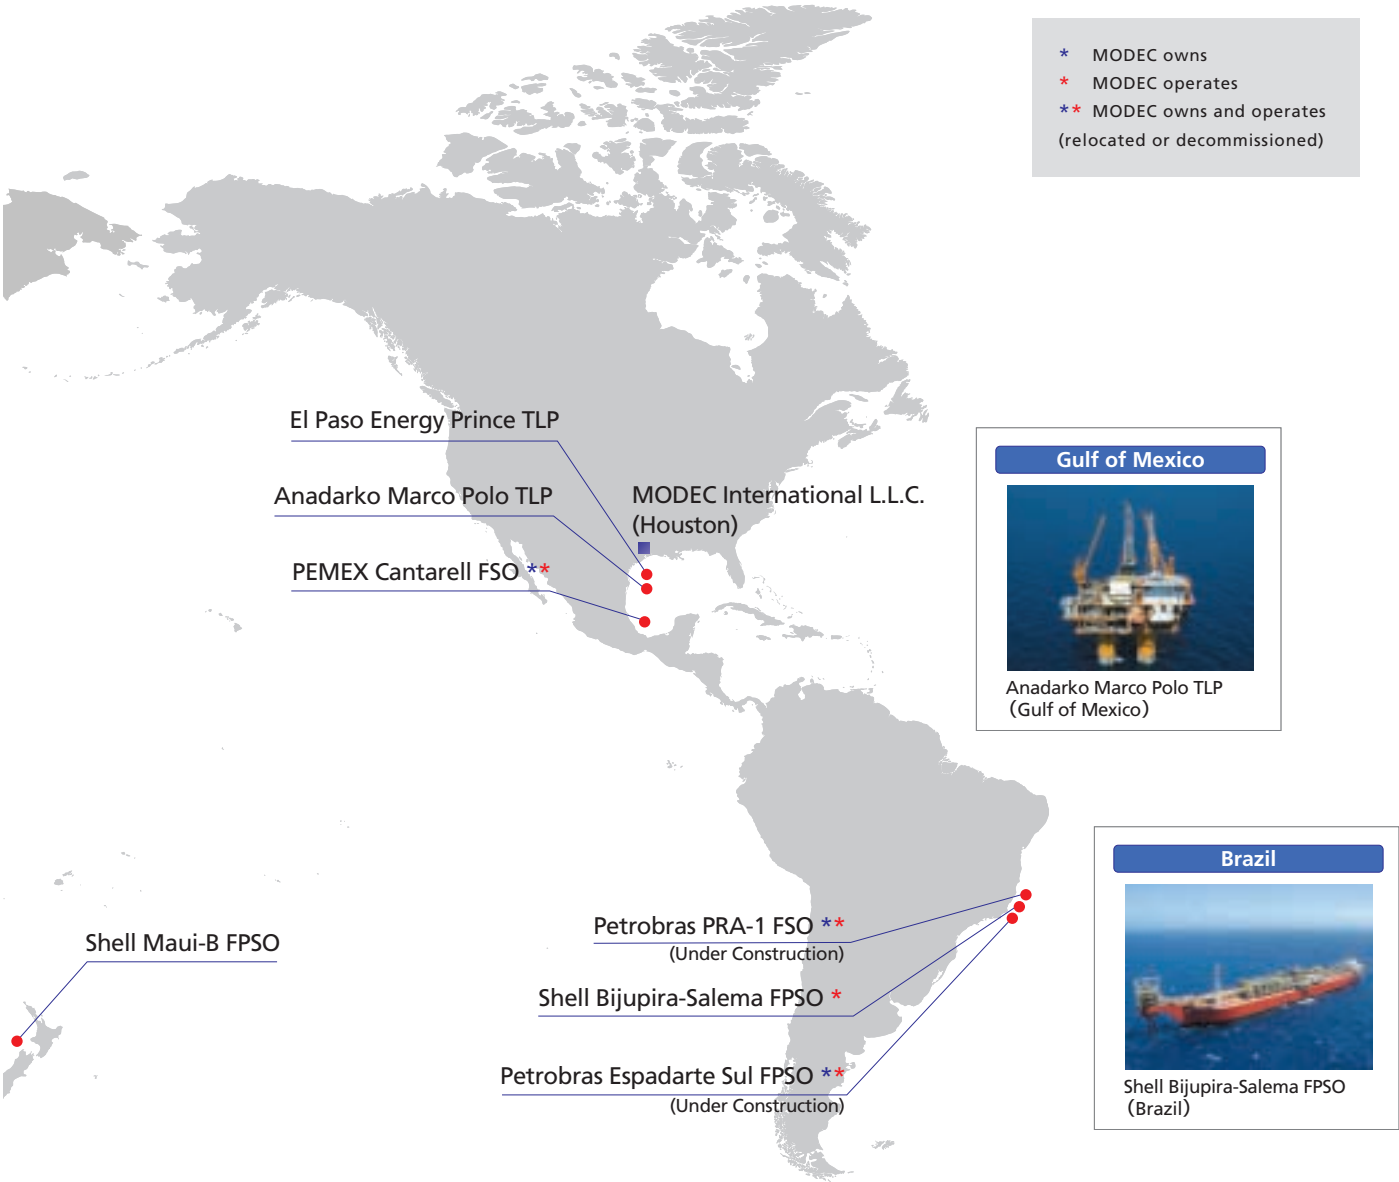 * MODEC owns
* MODEC operates
** MODEC owns and operates
(relocated or decommissioned)
El Paso Energy Prince TLP
Anadarko Marco Polo TLP
MODEC International L.L.C.
(Houston)
PEMEX Cantarell FSO **
Gulf of Mexico
Anadarko Marco Polo TLP
(Gulf of Mexico)
Brazil
Shell Bijupira-Salema FPSO
(Brazil)
Shell Maui-B FPSO
Petrobras PRA-1 FSO **
(Under Construction)
Shell Bijupira-Salema FPSO *
Petrobras Espadarte Sul FPSO **
(Under Construction)